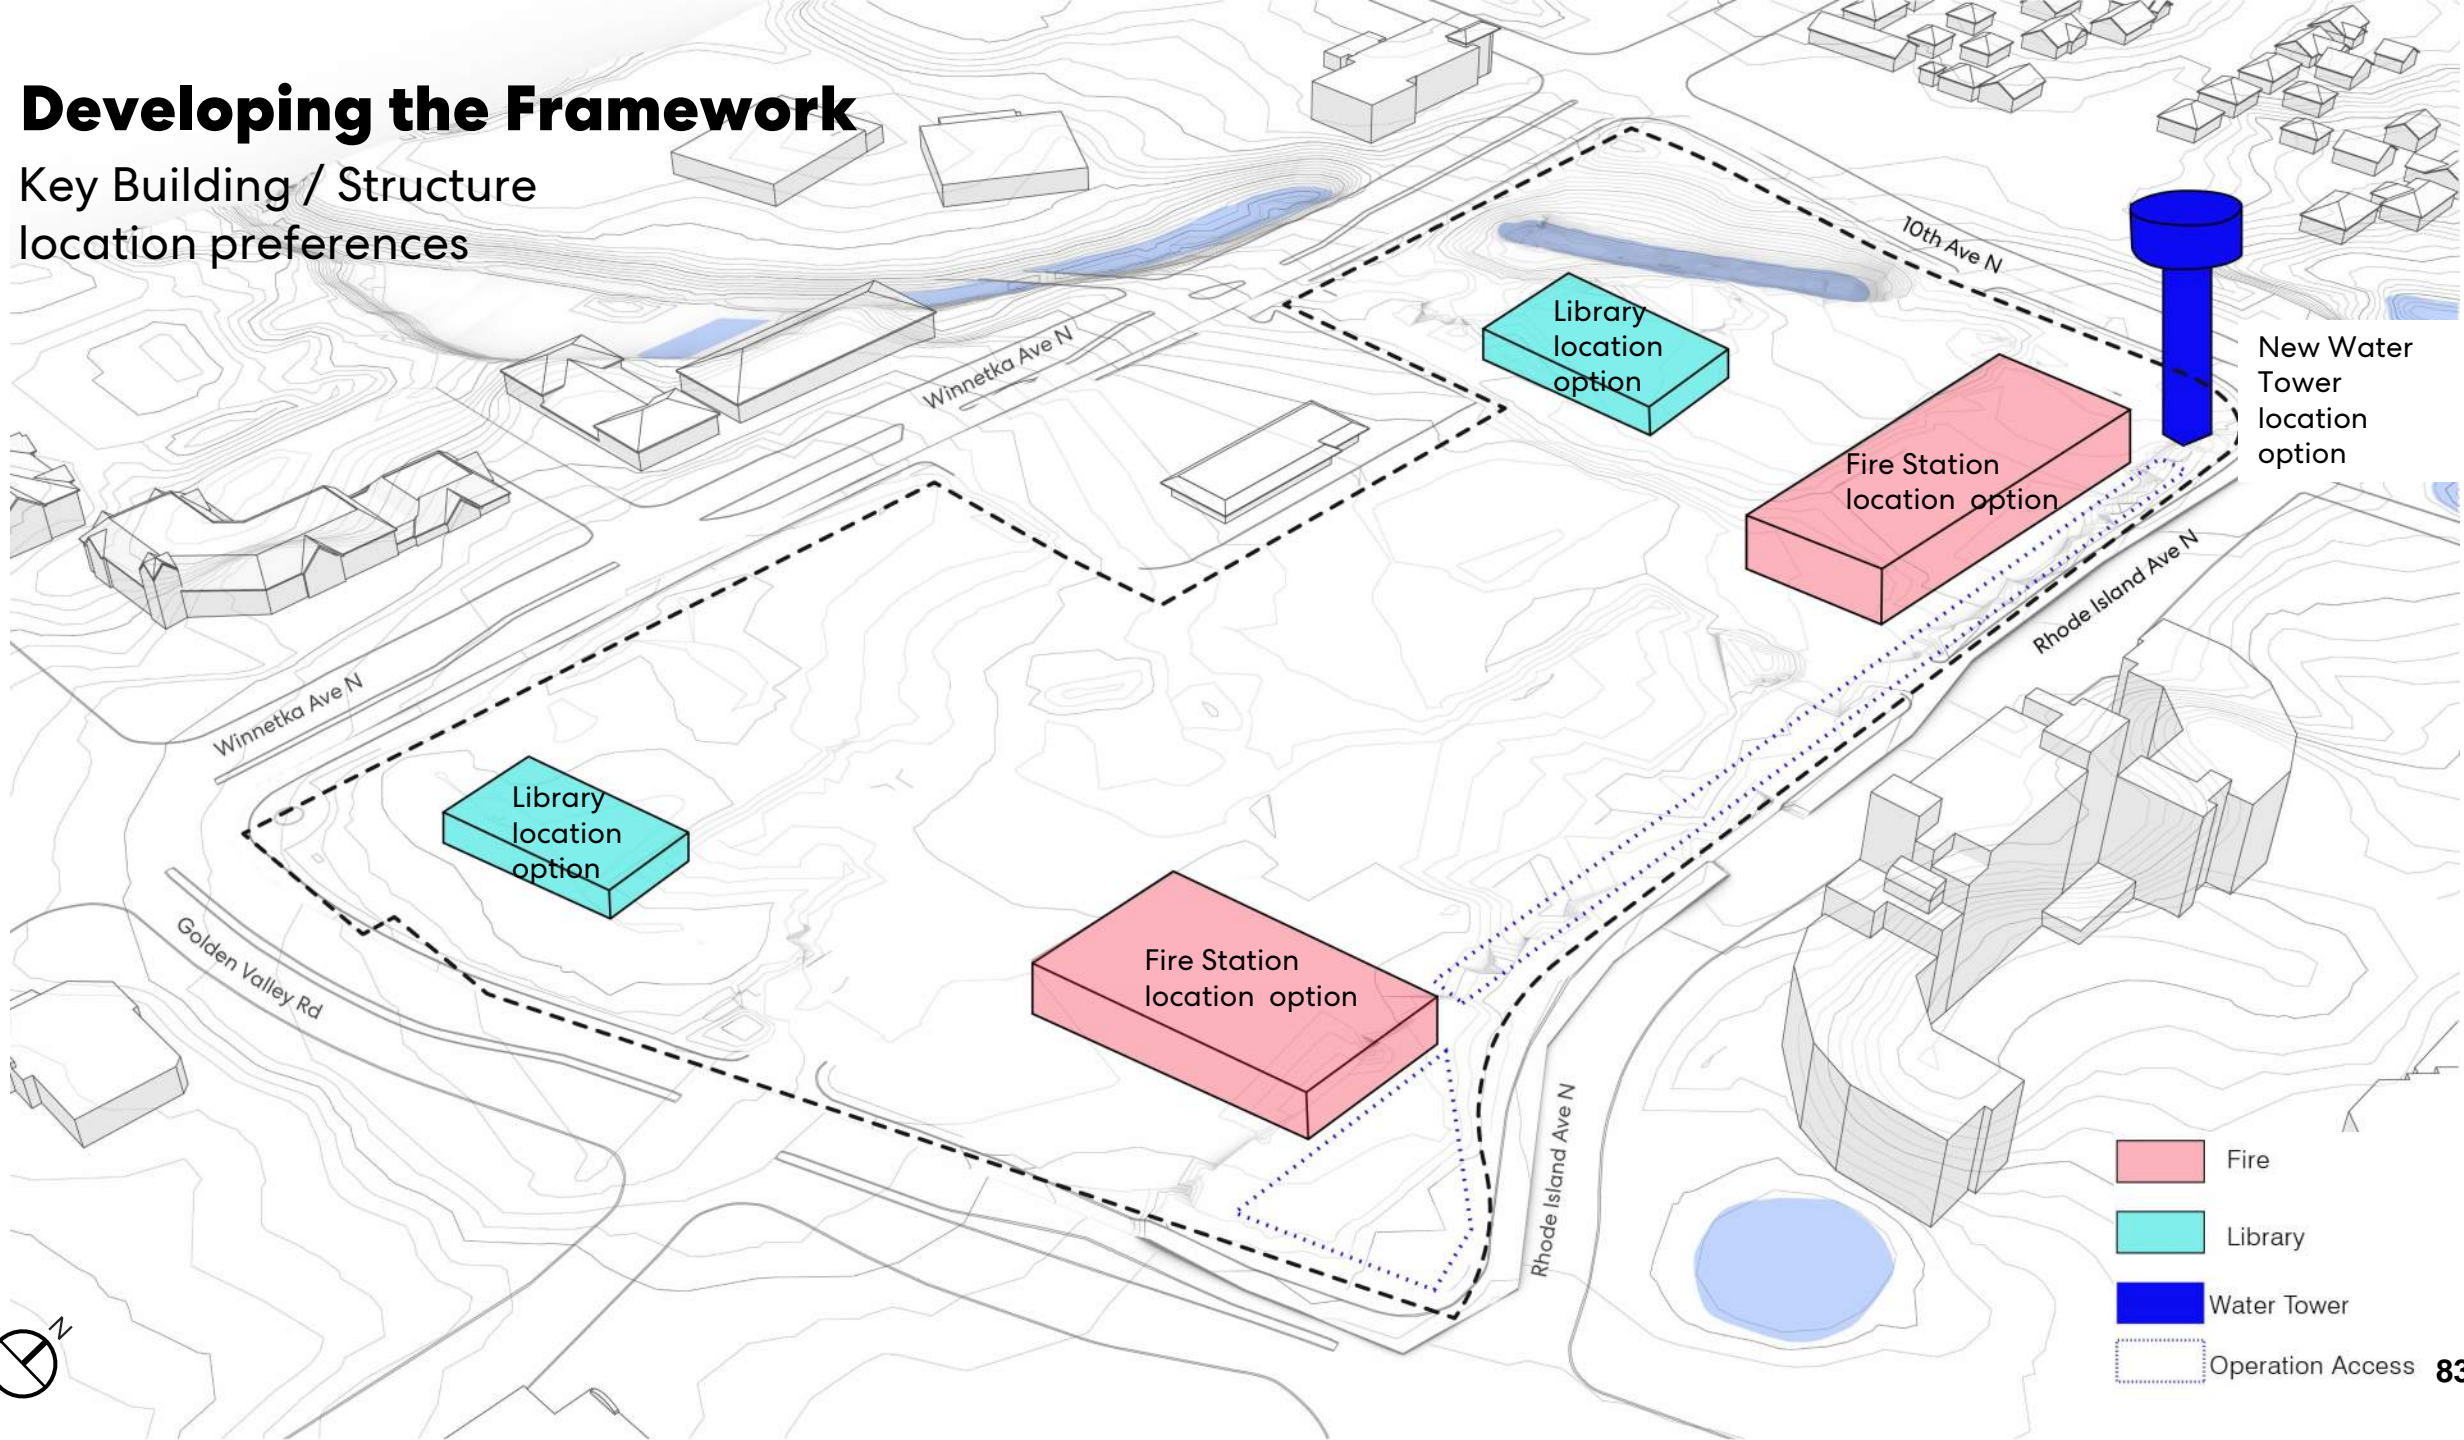 Developing the Framework
Key Building / Structure
location preferences
10th Ave N
Library
location
option
New Water
Tower
location
option
Winnetka Ave N
Fire Station
location option
Rhode Island Ave N
Winnetka Ave N
Library
location
option
Golden Valley Rd
Fire Station
location option
Rhode Island Ave N
Fire
Library
Water Tower
Operation Access
N
83